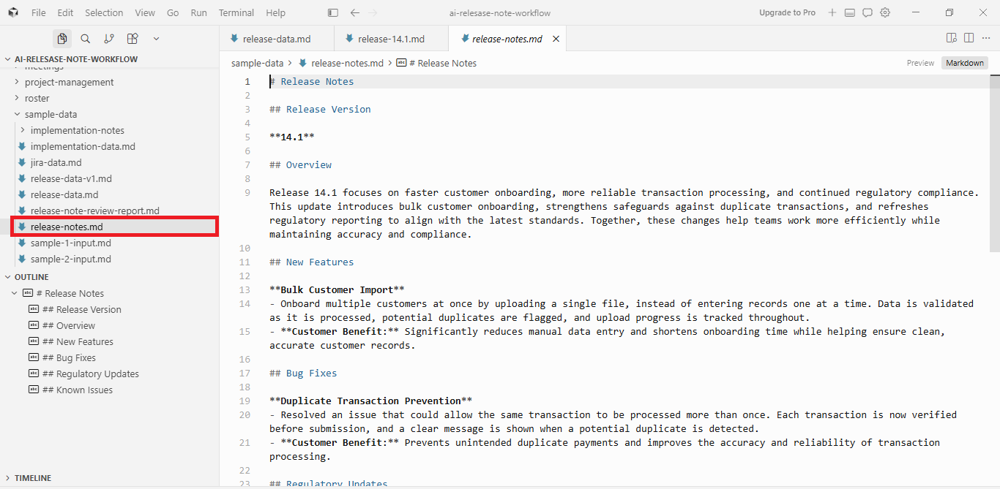 File Edit Selection View Go Run Terminal Help
ai-relesase-note-workflow
Upgrade to Pro
AI-RELESASE-NOTE-WORKFLOW
meetings
project-management
roster
sample-data
implementation-notes
implementation-data.md
jira-data.md
release-data-v1.md
release-data.md
release-note-review-report.md
release-notes.md
sample-1-input.md
sample-2-input.md
OUTLINE
abc # Release Notes
abc ## Release Version
abc ## Overview
abc ## New Features
abc ## Bug Fixes
abc ## Regulatory Updates
abc ## Known Issues
TIMELINE
release-data.md release-14.1.md release-notes.md
sample-data > release-notes.md > abc # Release Notes
Preview Markdown
1 # Release Notes
2
3 ## Release Version
4
5 **14.1**
6
7 ## Overview
8
9 Release 14.1 focuses on faster customer onboarding, more reliable transaction processing, and continued regulatory compliance.
This update introduces bulk customer onboarding, strengthens safeguards against duplicate transactions, and refreshes
regulatory reporting to align with the latest standards. Together, these changes help teams work more efficiently while
maintaining accuracy and compliance.
10
11 ## New Features
12
13 **Bulk Customer Import**
14 - Onboard multiple customers at once by uploading a single file, instead of entering records one at a time. Data is validated
as it is processed, potential duplicates are flagged, and upload progress is tracked throughout.
15 - **Customer Benefit:** Significantly reduces manual data entry and shortens onboarding time while helping ensure clean,
accurate customer records.
16
17 ## Bug Fixes
18
19 **Duplicate Transaction Prevention**
20 - Resolved an issue that could allow the same transaction to be processed more than once. Each transaction is now verified
before submission, and a clear message is shown when a potential duplicate is detected.
21 - **Customer Benefit:** Prevents unintended duplicate payments and improves the accuracy and reliability of transaction
processing.
22
23 ## Regulatory Updates